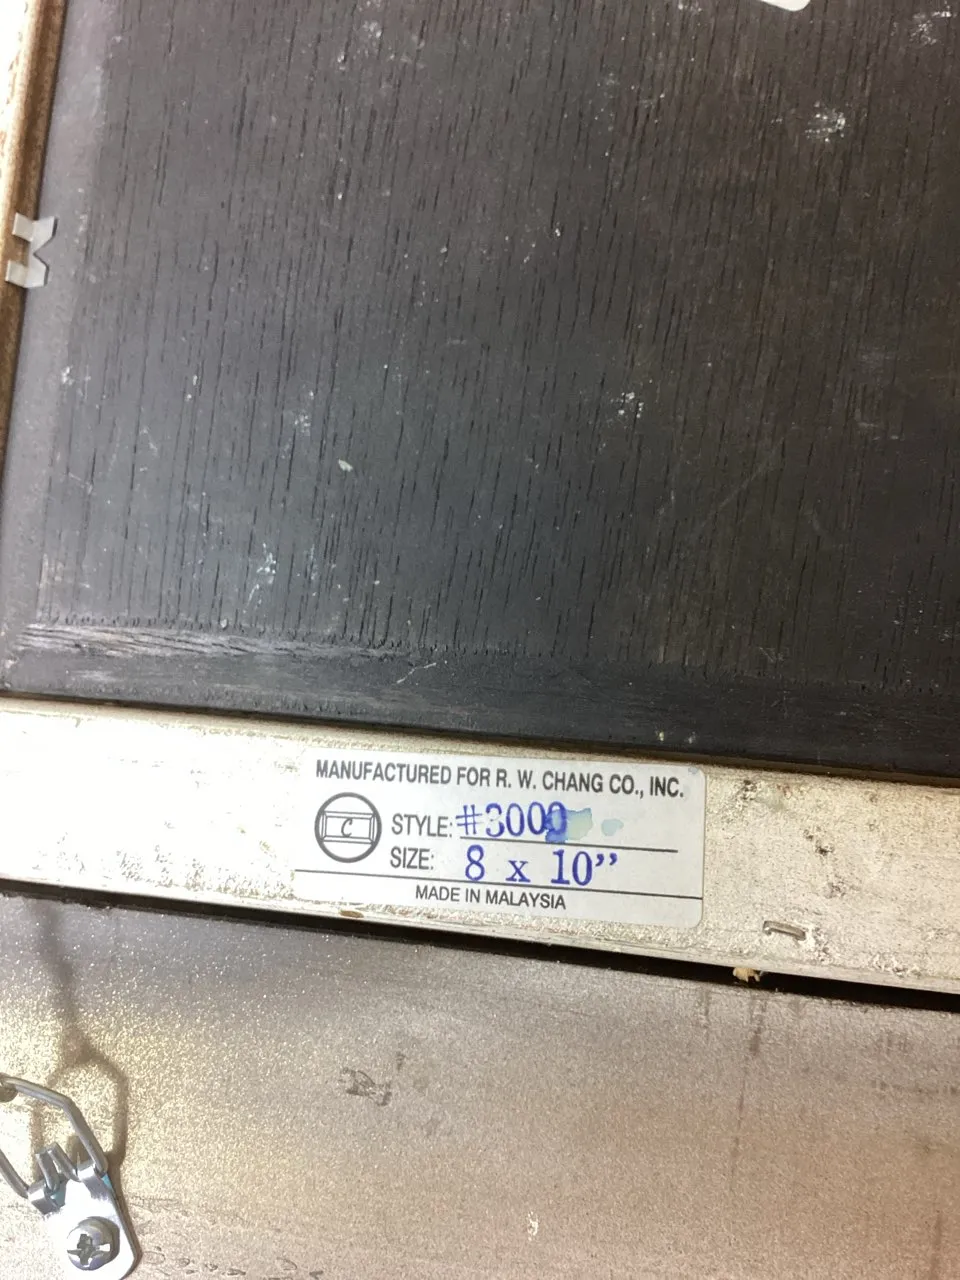 MANUFACTURED FOR R. W. CHANG CO., INC.
C
STYLE: #3000
SIZE: 8 x 10”
MADE IN MALAYSIA